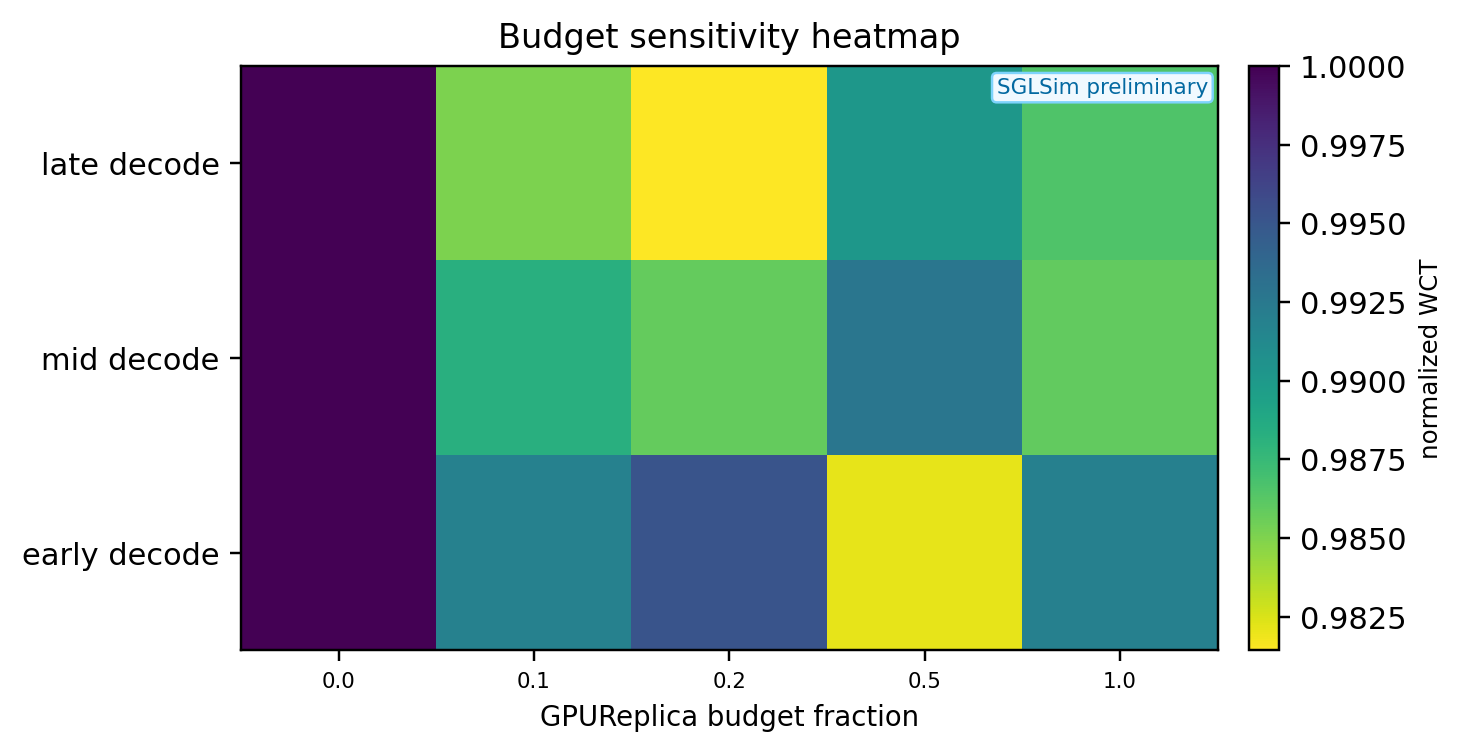 Budget sensitivity heatmap
SGLSim preliminary
late decode
mid decode
early decode
0.0 0.1 0.2 0.5 1.0
GPUReplica budget fraction
1.0000
0.9975
0.9950
0.9925
0.9900
0.9875
0.9850
0.9825
normalized WCT